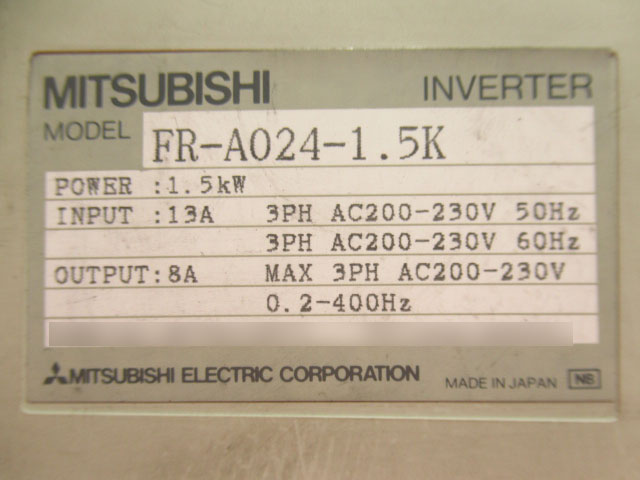 MITSUBISHI INVERTER
MODEL FR-A024-1.5K
POWER :1.5kW
INPUT :13A 3PH AC200-230V 50Hz
3PH AC200-230V 60Hz
OUTPUT:8A MAX 3PH AC200-230V
0.2-400Hz
MITSUBISHI ELECTRIC CORPORATION MADE IN JAPAN NS